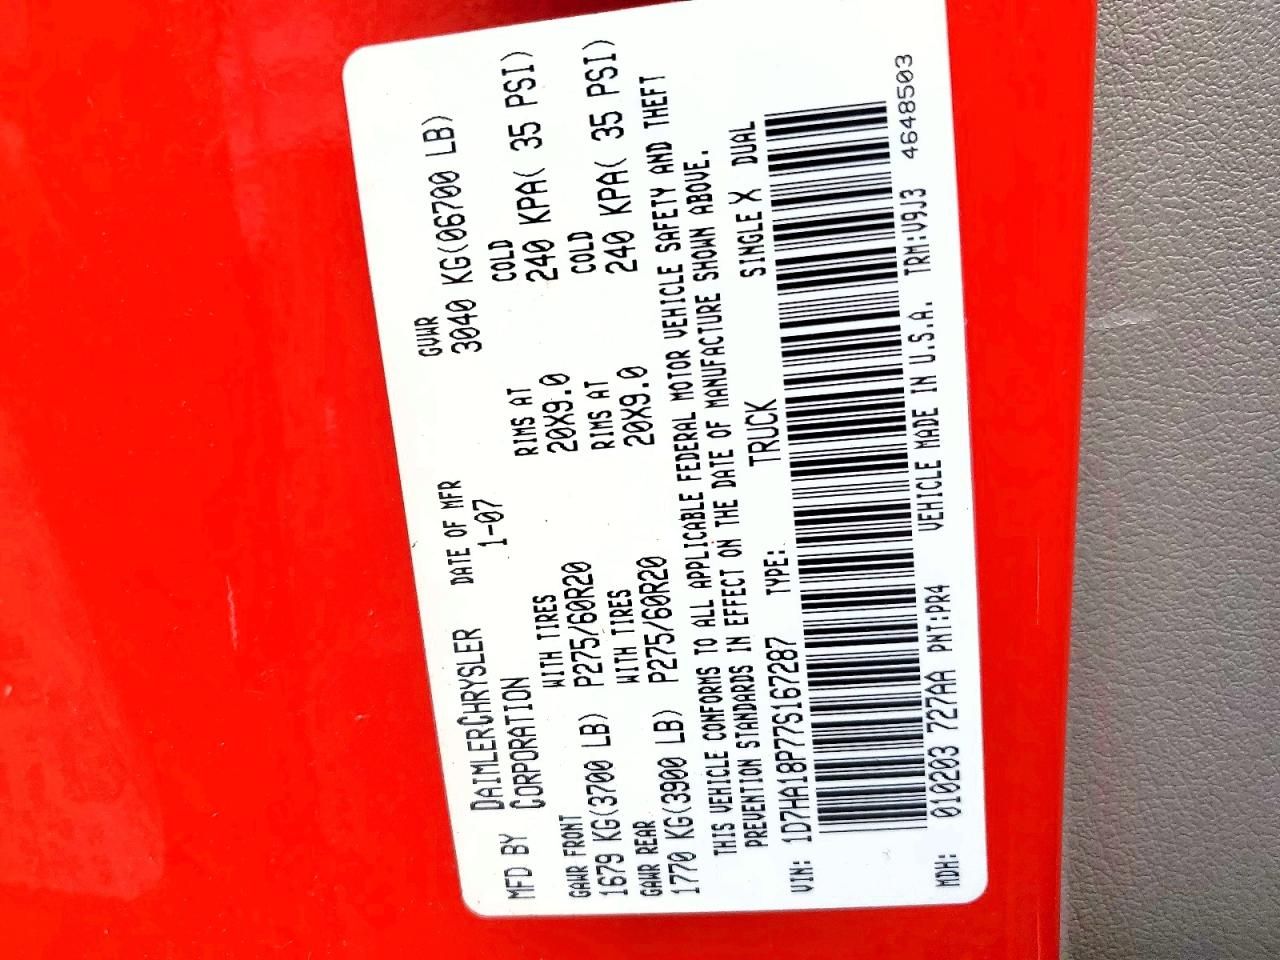 MFD BY DAIMLERCHRYSLER CORPORATION DATE OF MFR 1-07 GVWR 3040 KG(06700 LB)
GAWR FRONT WITH TIRES RIMS AT COLD
1679 KG(3700 LB) P275/60R20 20X9.0 240 KPA( 35 PSI)
GAWR REAR WITH TIRES RIMS AT COLD
1770 KG(3900 LB) P275/60R20 20X9.0 240 KPA( 35 PSI)
THIS VEHICLE CONFORMS TO ALL APPLICABLE FEDERAL MOTOR VEHICLE SAFETY AND THEFT
PREVENTION STANDARDS IN EFFECT ON THE DATE OF MANUFACTURE SHOWN ABOVE.
VIN: 1D7HA18P77S167287 TYPE: TRUCK SINGLE X DUAL
MDH: 010203 727AA PNT:PR4 VEHICLE MADE IN U.S.A. TRM:V9J3 4648503